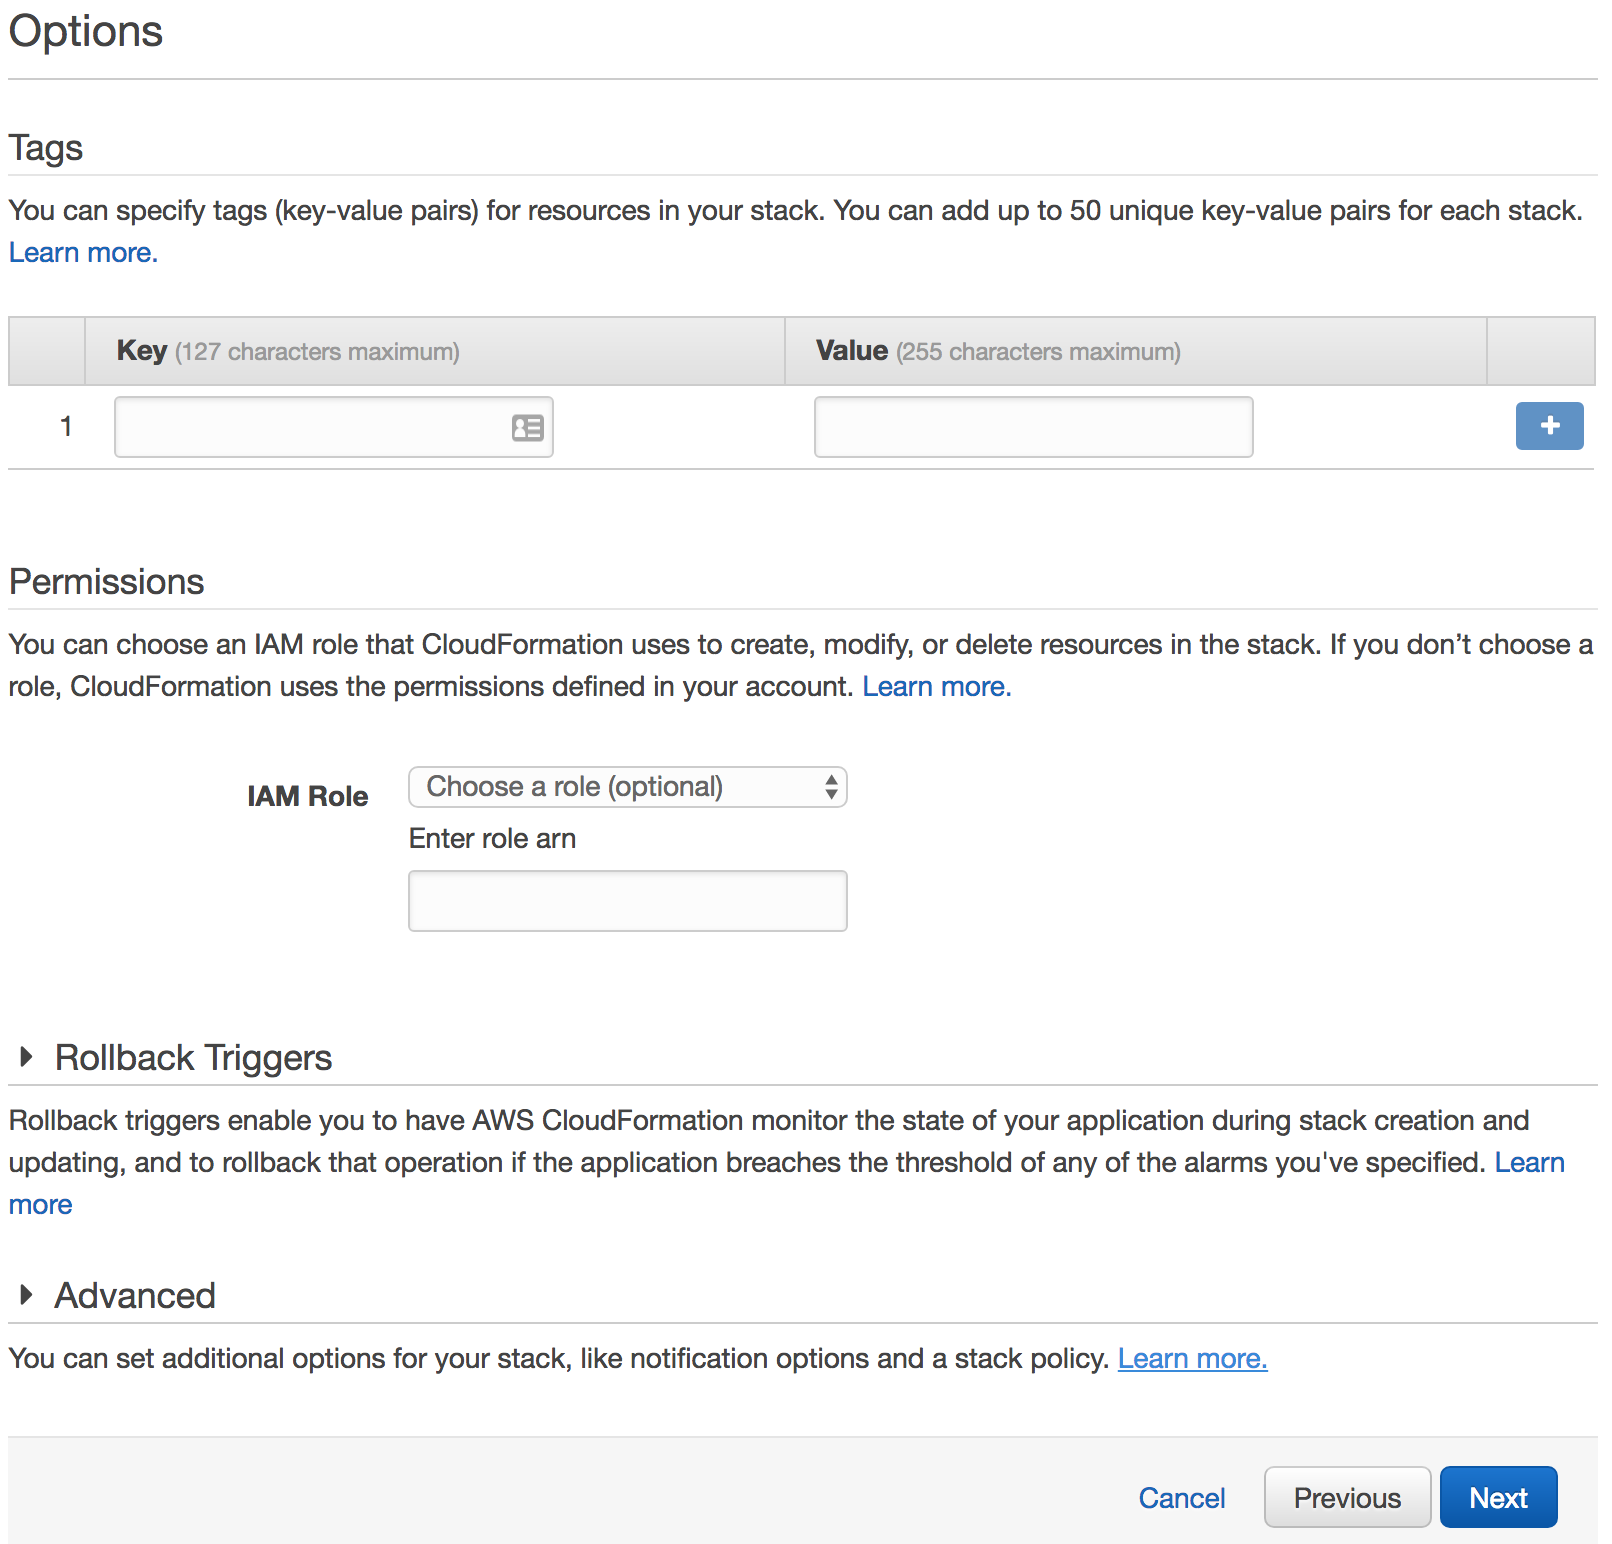 Options
Tags
You can specify tags (key-value pairs) for resources in your stack. You can add up to 50 unique key-value pairs for each stack.
Learn more.
Key (127 characters maximum) Value (255 characters maximum)
1
Permissions
You can choose an IAM role that CloudFormation uses to create, modify, or delete resources in the stack. If you don’t choose a
role, CloudFormation uses the permissions defined in your account. Learn more.
IAM Role Choose a role (optional)
Enter role arn
Rollback Triggers
Rollback triggers enable you to have AWS CloudFormation monitor the state of your application during stack creation and
updating, and to rollback that operation if the application breaches the threshold of any of the alarms you've specified. Learn
more
Advanced
You can set additional options for your stack, like notification options and a stack policy. Learn more.
Cancel Previous Next